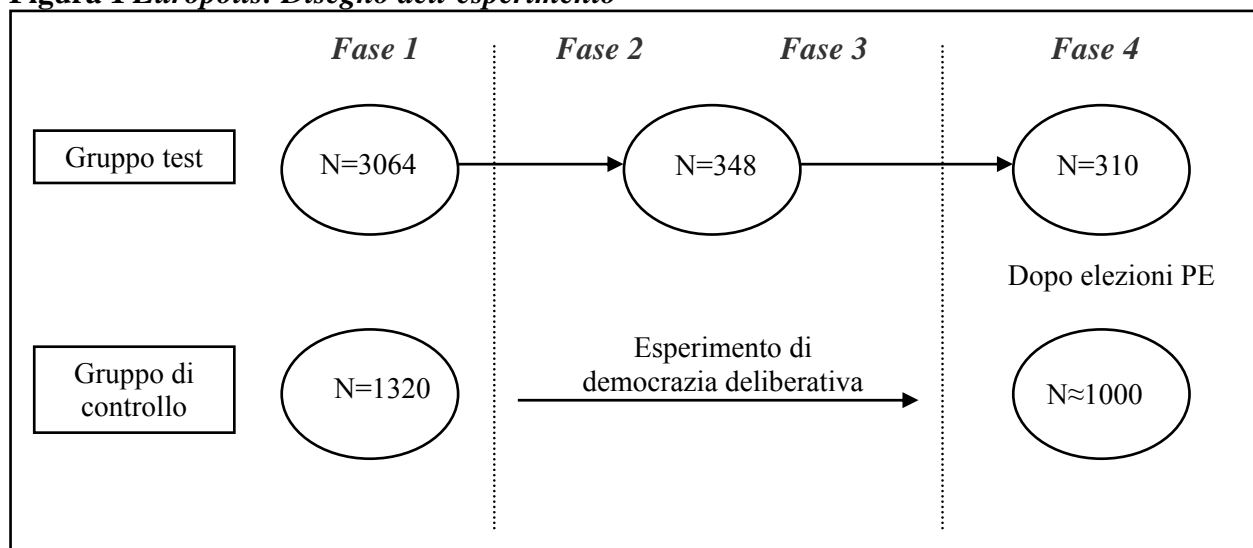 Figura 1 Europolis: Disegno dell'esperimento
Fase 1 Fase 2 Fase 3 Fase 4
Gruppo test
N=3064
N=348
N=310
Dopo elezioni PE
Gruppo di
controllo
N=1320
Esperimento di
democrazia deliberativa
N≈1000